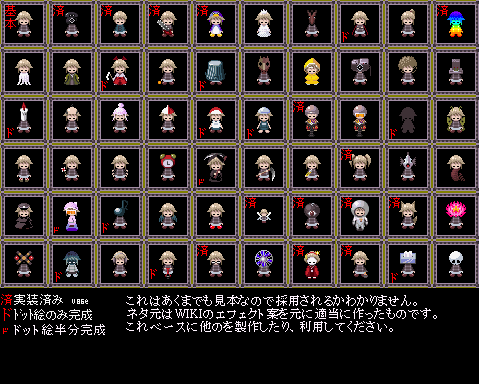 基本
済 実装済み ver6e
ド ドット絵のみ完成
ド ドット絵半分完成
これはあくまでも見本なので採用されるかわかりません。
ネタ元はWIKIのエフェクト案を元に適当に作ったものです。
これベースに他のを製作したり、利用してください。